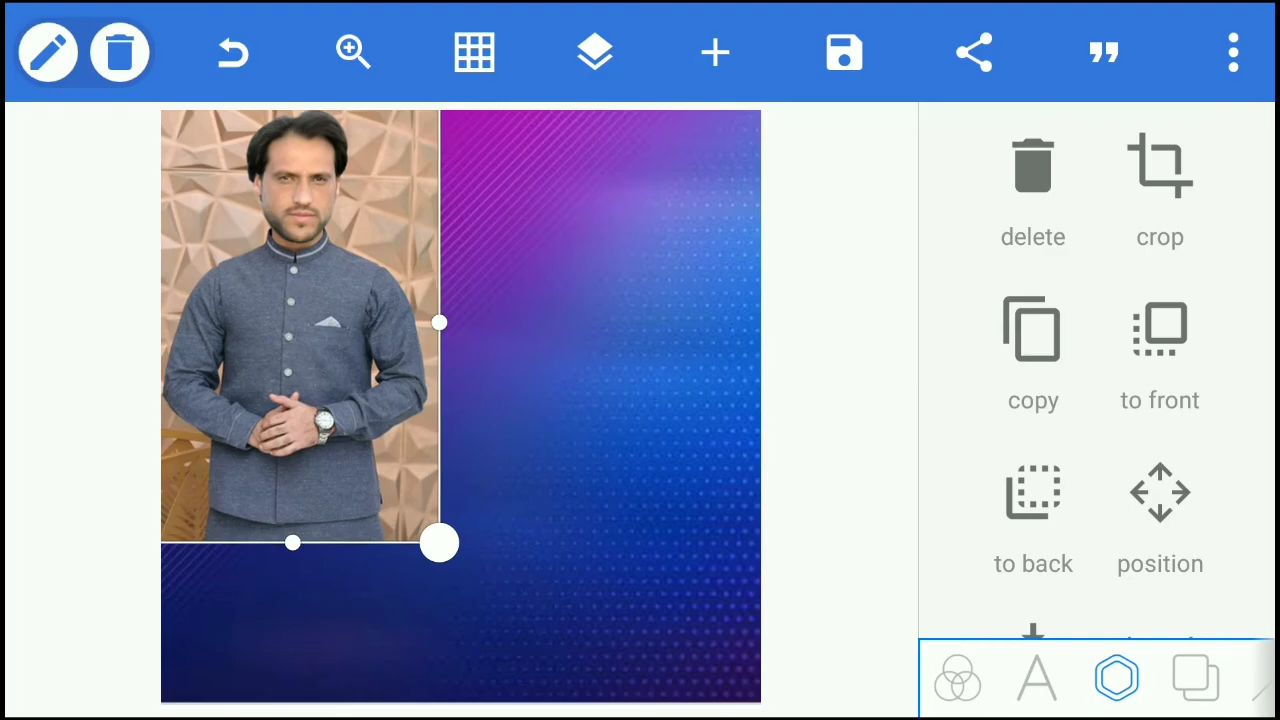 delete
crop
copy
to front
to back
position